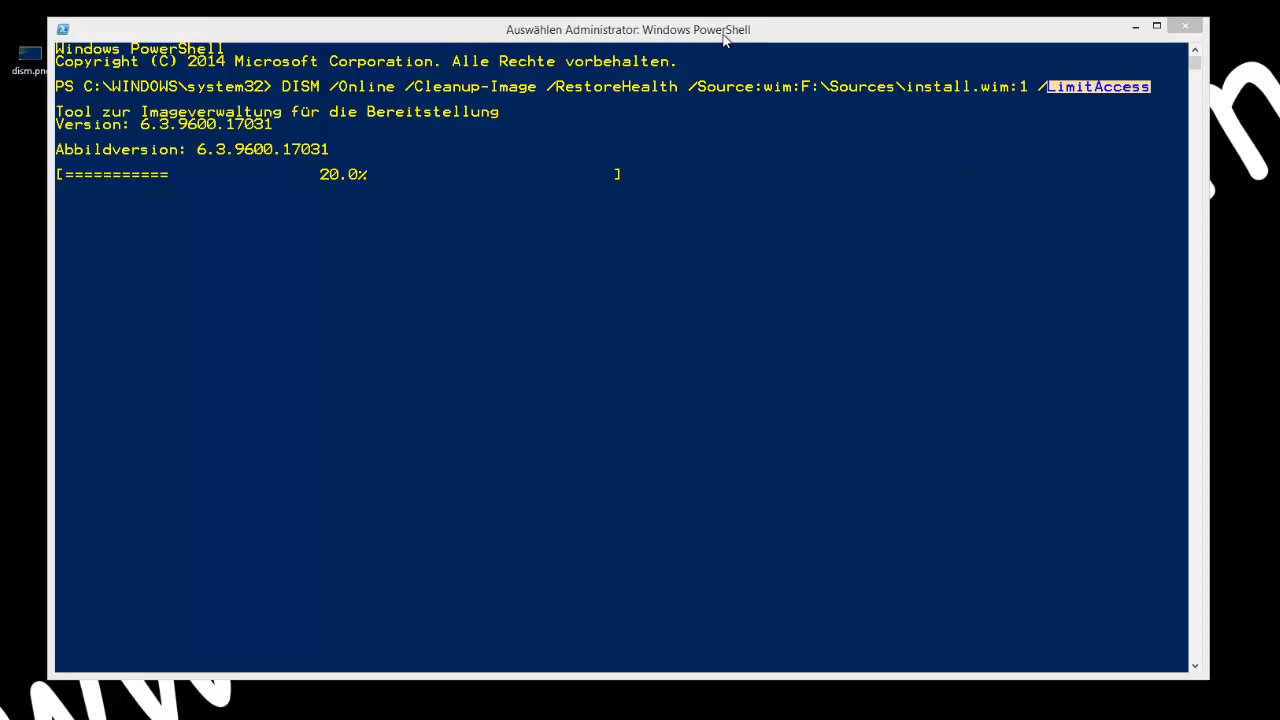 Auswählen Administrator: Windows PowerShell
dism.png
Windows PowerShell
Copyright (C) 2014 Microsoft Corporation. Alle Rechte vorbehalten.
PS C:\WINDOWS\system32> DISM /Online /Cleanup-Image /RestoreHealth /Source:wim:F:\Sources\install.wim:1 /LimitAccess
Tool zur Imageverwaltung für die Bereitstellung
Version: 6.3.9600.17031
Abbildversion: 6.3.9600.17031
[=========== 20.0% ]